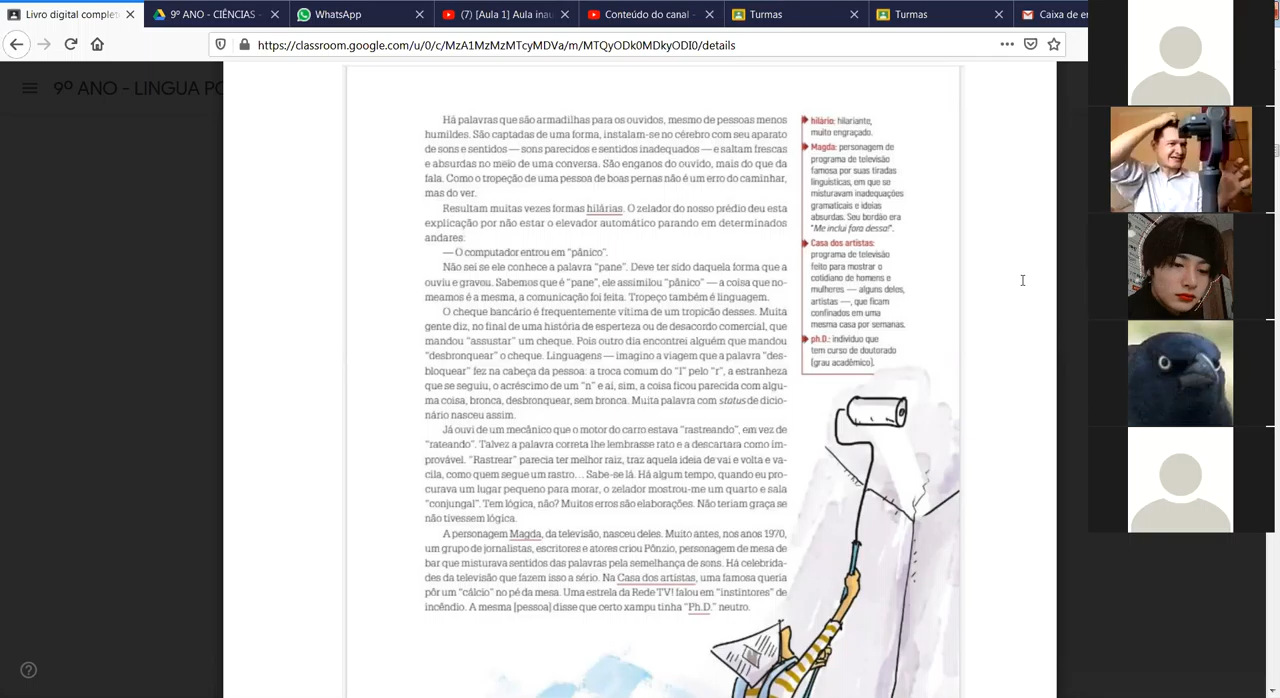 Livro digital complet
9º ANO - CIÊNCIAS -
WhatsApp
(7) [Aula 1] Aula inau
Conteúdo do canal -
Turmas
Turmas
Caixa de en
https://classroom.google.com/u/0/c/MzA1MzMzMTcyMDVa/m/MTQyODk0MDkyODI0/details
9º ANO - LINGUA PO
Há palavras que são armadilhas para os ouvidos, mesmo de pessoas menos
humildes. São captadas de uma forma, instalam-se no cérebro com seu aparato
de sons e sentidos — sons parecidos e sentidos inadequados — e saltam frescas
e absurdas no meio de uma conversa. São enganos do ouvido, mais do que da
fala. Como o tropeção de uma pessoa de boas pernas não é um erro do caminhar,
mas do ver.
Resultam muitas vezes formas hilárias. O zelador do nosso prédio deu esta
explicação por não estar o elevador automático parando em determinados
andares:
— O computador entrou em "pânico".
Não sei se ele conhece a palavra "pane". Deve ter sido daquela forma que a
ouviu e gravou. Sabemos que é "pane", ele assimilou "pânico" — a coisa que no-
meamos é a mesma, a comunicação foi feita. Tropeço também é linguagem.
O cheque bancário é frequentemente vítima de um tropicão desses. Muita
gente diz, no final de uma história de esperteza ou de desacordo comercial, que
mandou "assustar" um cheque. Pois outro dia encontrei alguém que mandou
"desbronquear" o cheque. Linguagens — imagino a viagem que a palavra "des-
bloquear" fez na cabeça da pessoa: a troca comum do "l" pelo "r", a estranheza
que se seguiu, o acréscimo de um "n" e aí, sim, a coisa ficou parecida com algu-
ma coisa, bronca, desbronquear, sem bronca. Muita palavra com status de dicio-
nário nasceu assim.
Já ouvi de um mecânico que o motor do carro estava "rastreando", em vez de
"rateando". Talvez a palavra correta lhe lembrasse rato e a descartara como im-
provável. "Rastrear" parecia ter melhor raiz, traz aquela ideia de vai e volta e va-
cila, como quem segue um rastro... Sabe-se lá. Há algum tempo, quando eu pro-
curava um lugar pequeno para morar, o zelador mostrou-me um quarto e sala
"conjungal". Tem lógica, não? Muitos erros são elaborações. Não teriam graça se
não tivessem lógica.
A personagem Magda, da televisão, nasceu deles. Muito antes, nos anos 1970,
um grupo de jornalistas, escritores e atores criou Pônzio, personagem de mesa de
bar que misturava sentidos das palavras pela semelhança de sons. Há celebrida-
des da televisão que fazem isso a sério. Na Casa dos artistas, uma famosa queria
pôr um "cálcio" no pé da mesa. Uma estrela da Rede TV! falou em "instintores" de
incêndio. A mesma [pessoa] disse que certo xampu tinha "Ph.D." neutro.
hilário: hilariante,
muito engraçado.
Magda: personagem de
programa de televisão
famosa por suas tiradas
linguísticas, em que se
misturavam inadequações
gramaticais e ideias
absurdas. Seu bordão era
"Me inclui fora dessa!".
Casa dos artistas:
programa de televisão
feito para mostrar o
cotidiano de homens e
mulheres — alguns deles,
artistas —, que ficam
confinados em uma
mesma casa por semanas.
ph.D.: indivíduo que
tem curso de doutorado
(grau acadêmico).